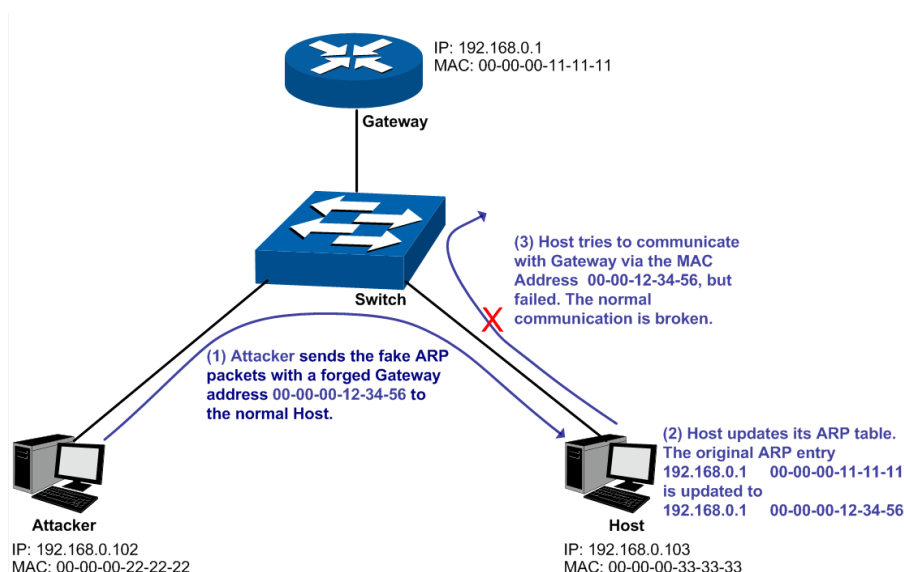 IP: 192.168.0.1
MAC: 00-00-00-11-11-11
Gateway
Switch
(3) Host tries to communicate
with Gateway via the MAC
Address 00-00-12-34-56, but
failed. The normal
communication is broken.
X
(1) Attacker sends the fake ARP
packets with a forged Gateway
address 00-00-00-12-34-56 to
the normal Host.
(2) Host updates its ARP table.
The original ARP entry
192.168.0.1 00-00-00-11-11-11
is updated to
192.168.0.1 00-00-00-12-34-56
Attacker
IP: 192.168.0.102
MAC: 00-00-00-22-22-22
Host
IP: 192.168.0.103
MAC: 00-00-00-33-33-33